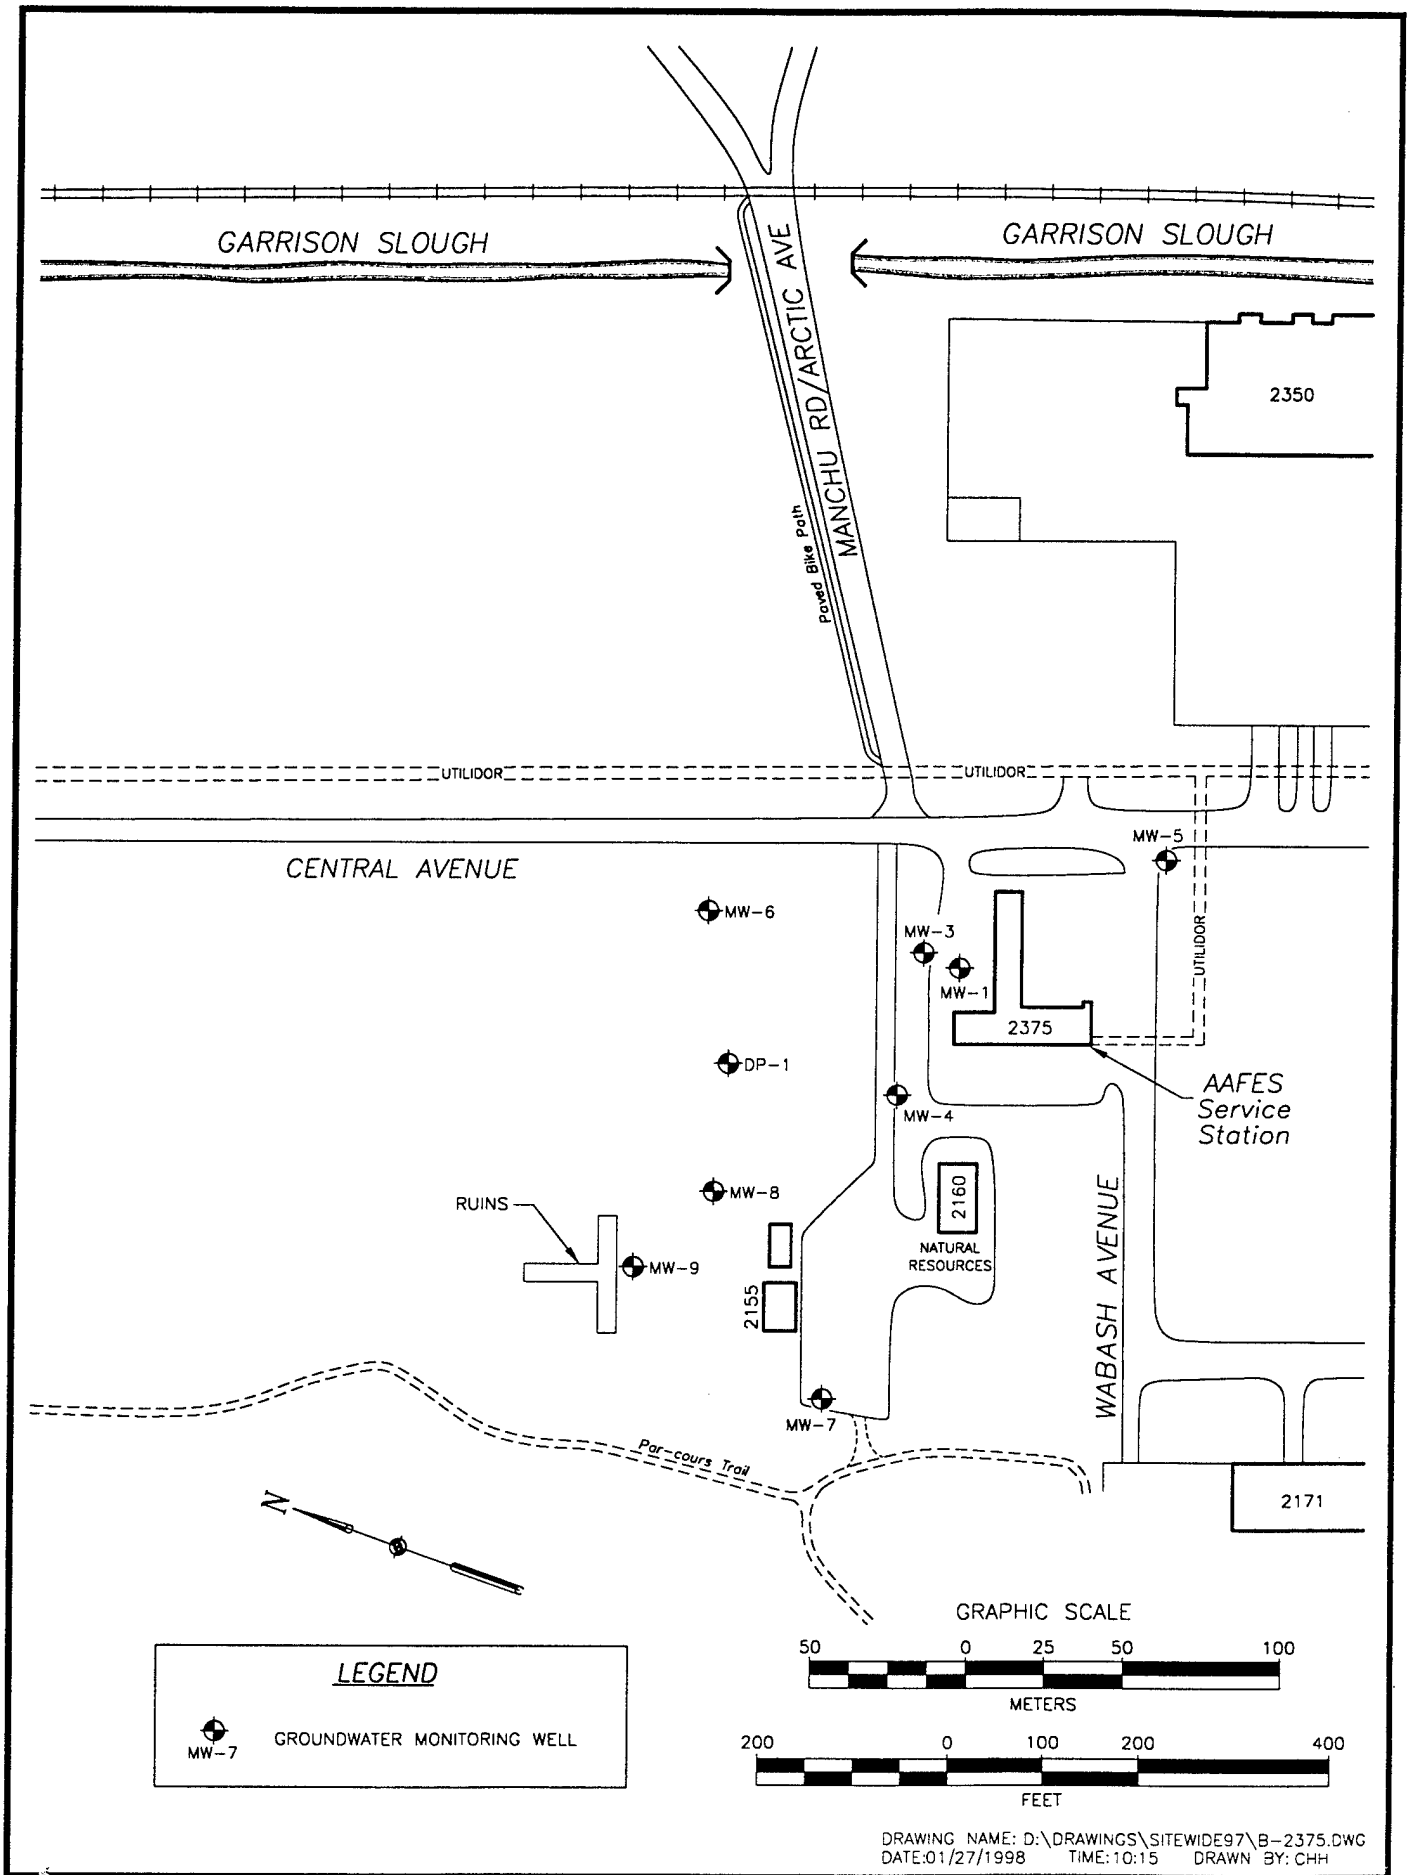 GARRISON SLOUGH
GARRISON SLOUGH
MANCHU RD/ARCTIC AVE
2350
Paved Bike Path
UTILIDOR
UTILIDOR
MW-5
CENTRAL AVENUE
MW-6
MW-3
MW-1
UTILIDOR
2375
DP-1
AAFES
Service
Station
MW-4
MW-8
RUINS
2160
NATURAL
RESOURCES
MW-9
2155
WABASH AVENUE
MW-7
Par-cours Trail
2171
N
GRAPHIC SCALE
50 0 25 50 100
METERS
200 0 100 200 400
FEET
LEGEND
MW-7 GROUNDWATER MONITORING WELL
DRAWING NAME: D:\DRAWINGS\SITEWIDE97\B-2375.DWG
DATE:01/27/1998 TIME:10:15 DRAWN BY: CHH